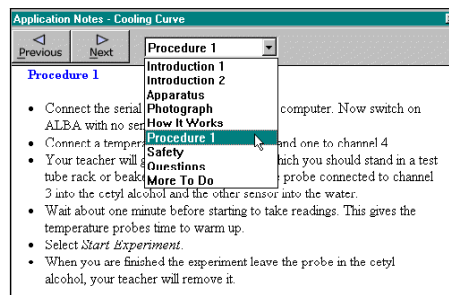 Application Notes - Cooling Curve
Previous Next Procedure 1
Introduction 1
Introduction 2
Apparatus
Photograph
How It Works
Procedure 1
Safety
Questions
More To Do
Procedure 1
• Connect the serial computer. Now switch on
ALBA with no
• Connect a and one to channel 4
• Your teacher will which you should stand in a test
tube rack or probe connected to channel
3 into the cetyl alcohol and the other sensor into the water.
• Wait about one minute before starting to take readings. This gives the
temperature probes time to warm up.
• Select Start Experiment.
• When you are finished the experiment leave the probe in the cetyl
alcohol, your teacher will remove it.